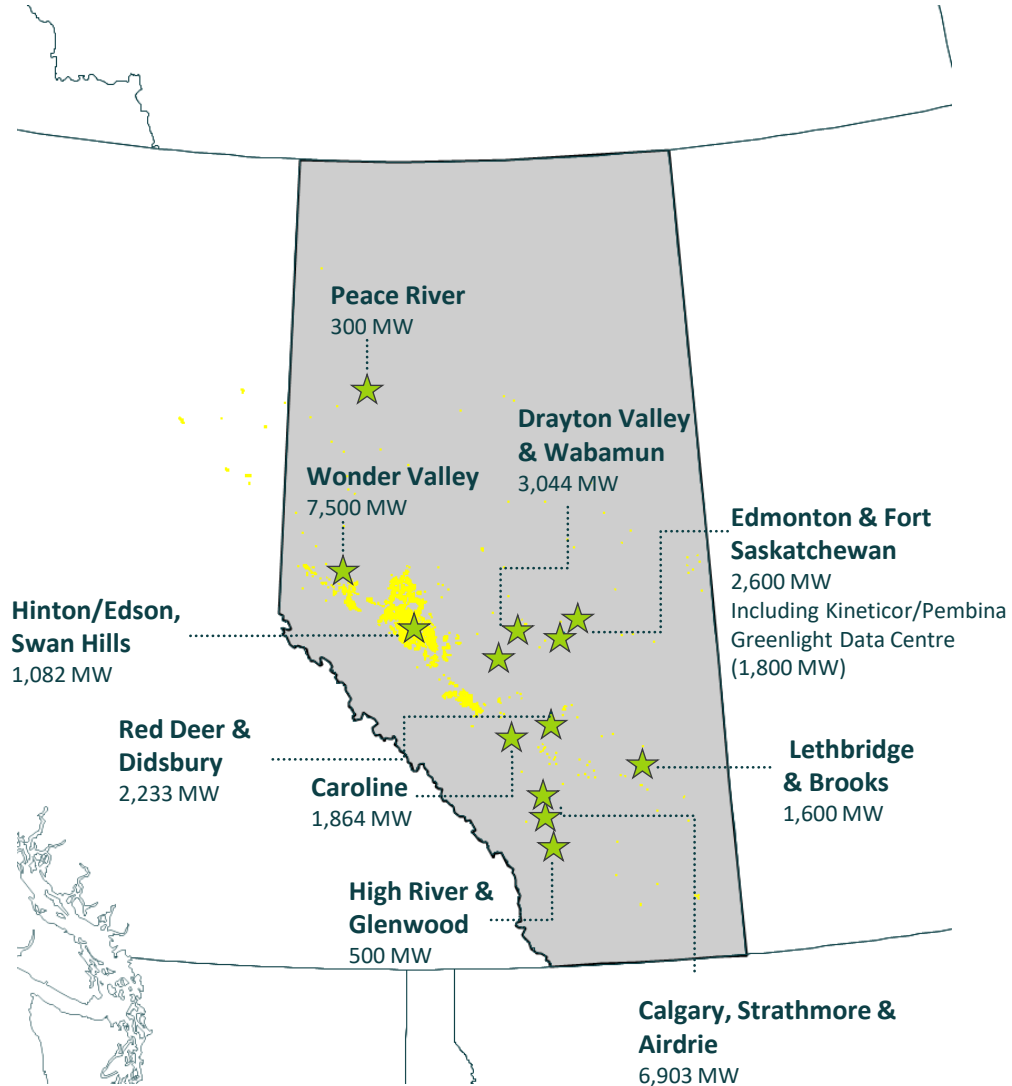 Peace River
300 MW
Drayton Valley
& Wabamun
3,044 MW
Wonder Valley
7,500 MW
Edmonton & Fort
Saskatchewan
2,600 MW
Including Kineticor/Pembina
Greenlight Data Centre
(1,800 MW)
Hinton/Edson,
Swan Hills
1,082 MW
Red Deer &
Didsbury
2,233 MW
Caroline
1,864 MW
Lethbridge
& Brooks
1,600 MW
High River &
Glenwood
500 MW
Calgary, Strathmore &
Airdrie
6,903 MW